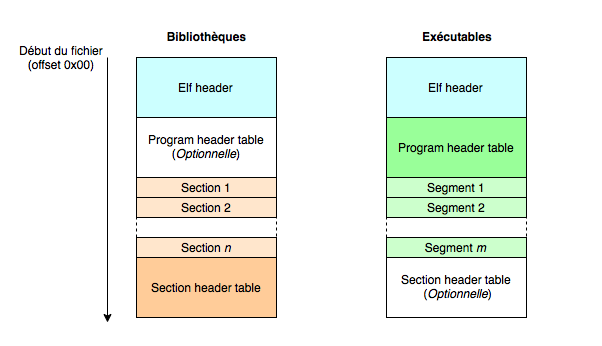 Bibliothèques
Exécutables
Début du fichier
(offset 0x00)
Elf header
Elf header
Program header table
(Optionnelle)
Program header table
Section 1
Segment 1
Section 2
Segment 2
Section n
Segment m
Section header table
Section header table
(Optionnelle)